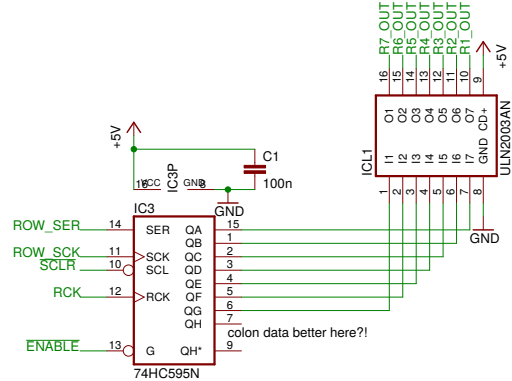 R7_OUT
R6_OUT
R5_OUT
R4_OUT
R3_OUT
R2_OUT
R1_OUT
+5V
16 15 14 13 12 11 10 9
O1 O2 O3 O4 O5 O6 O7 CD+
I1 I2 I3 I4 I5 I6 I7 GND
ICL1
ULN2003AN
1 2 3 4 5 6 7 8
GND
+5V
16 VCC IC3P GND 8
C1
100n
GND
IC3
ROW_SER 14 SER QA 15
QB 1
ROW_SCK 11 SCK QC 2
SCLR 10 SCL QD 3
QE 4
RCK 12 RCK QF 5
QG 6
QH 7
colon data better here?!
ENABLE 13 G QH* 9
74HC595N